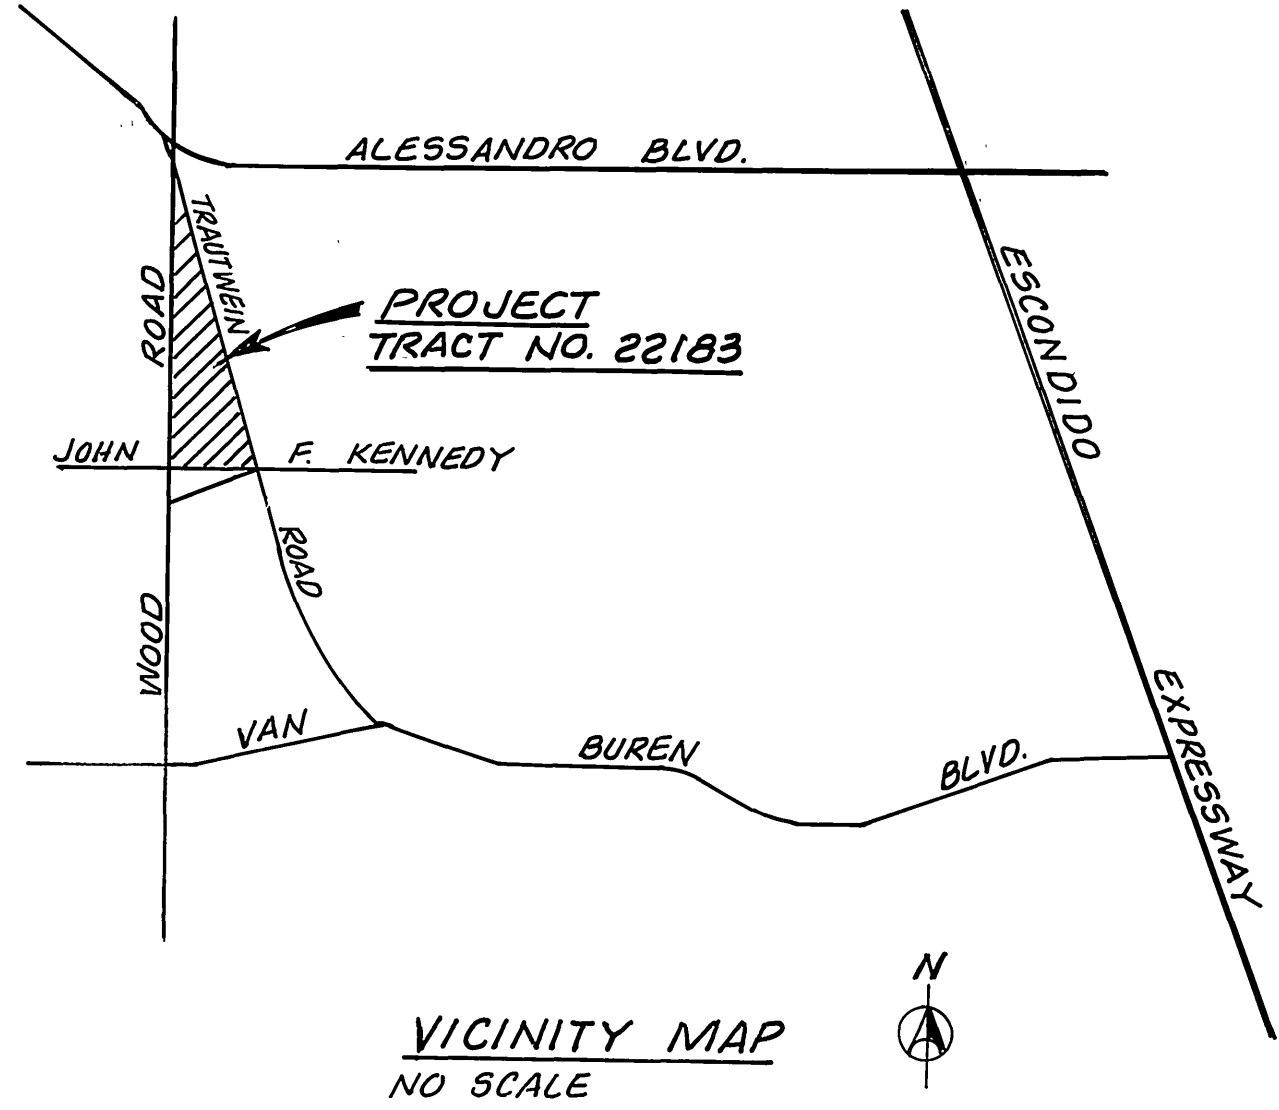 ALESSANDRO BLVD.
TRAUTWEIN
ROAD
PROJECT
TRACT NO. 22183
ESCONDIDO
JOHN F. KENNEDY
ROAD
WOOD
VAN BUREN BLVD.
EXPRESSWAY
N
VICINITY MAP
NO SCALE